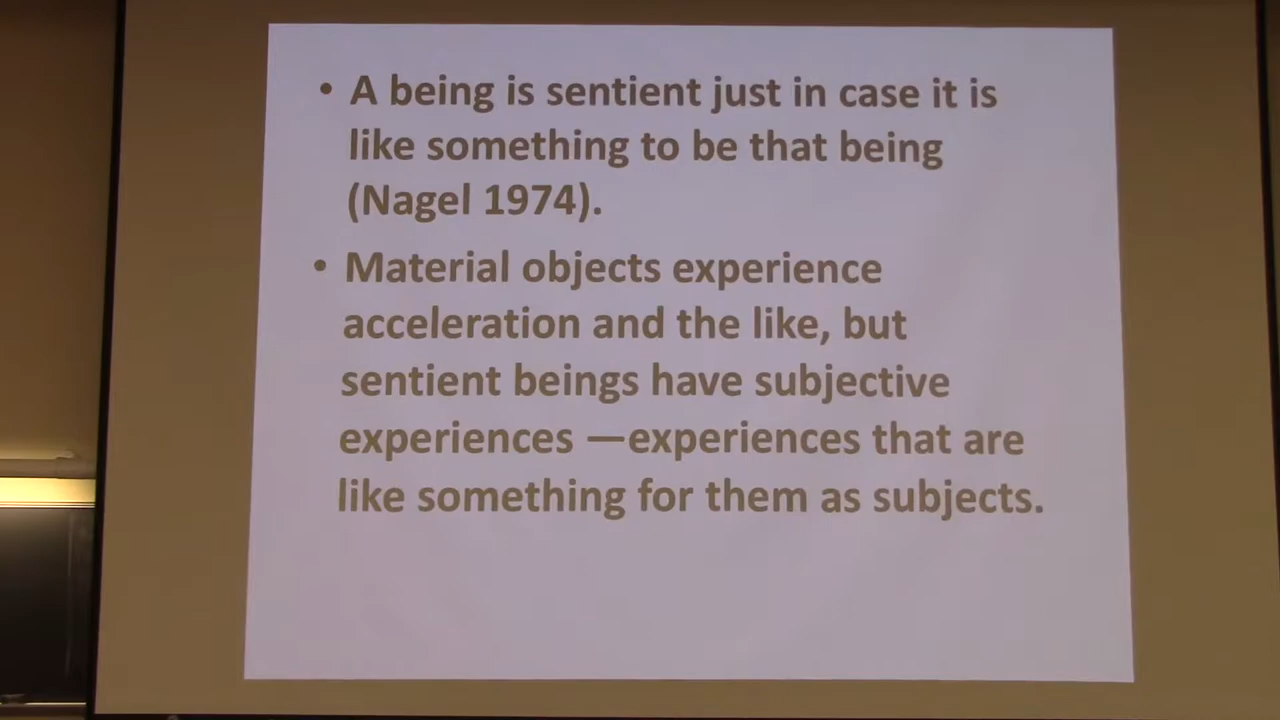 • A being is sentient just in case it is
like something to be that being
(Nagel 1974).
• Material objects experience
acceleration and the like, but
sentient beings have subjective
experiences —experiences that are
like something for them as subjects.